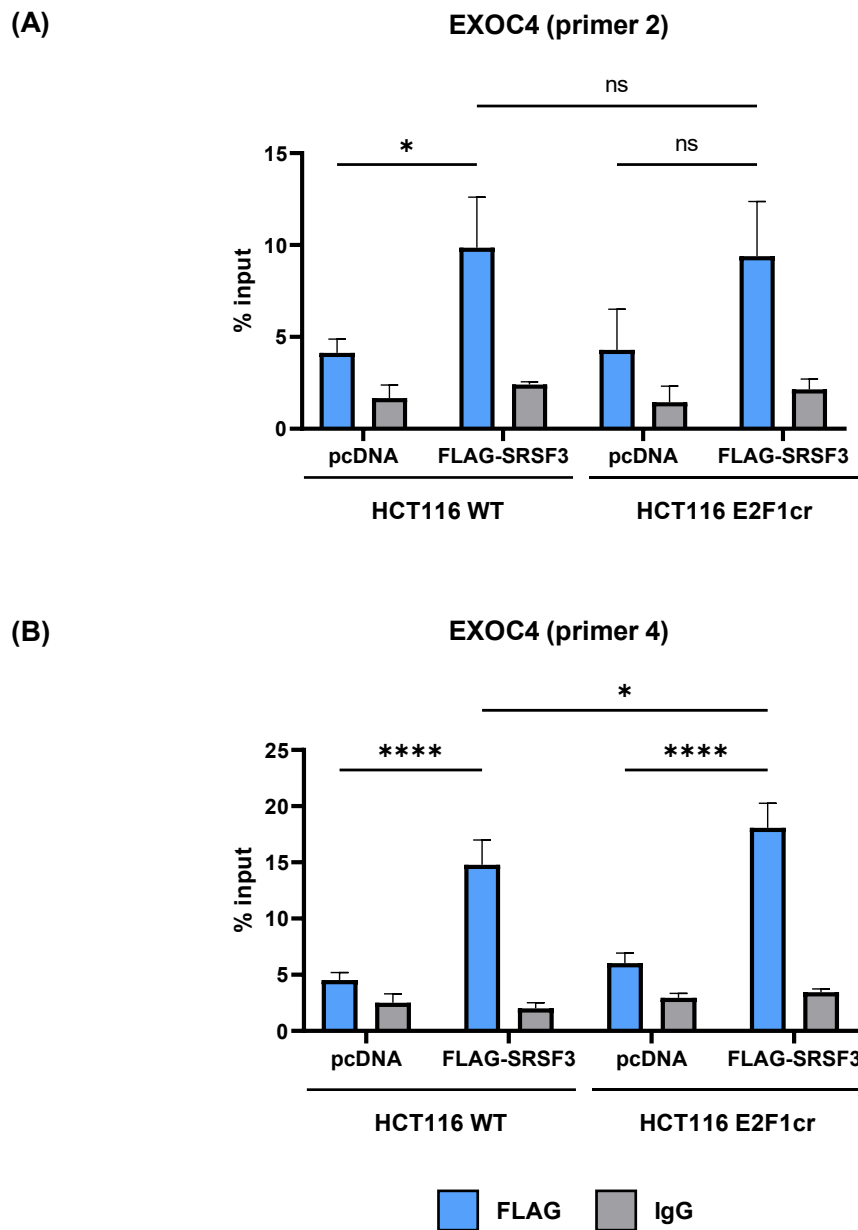 (A)
EXOC4 (primer 2)
ns
* ns
15
10
5
0
% input
pcDNA FLAG-SRSF3 pcDNA FLAG-SRSF3
HCT116 WT HCT116 E2F1cr
(B)
EXOC4 (primer 4)
*
**** ****
25
20
15
10
5
0
% input
pcDNA FLAG-SRSF3 pcDNA FLAG-SRSF3
HCT116 WT HCT116 E2F1cr
FLAG IgG